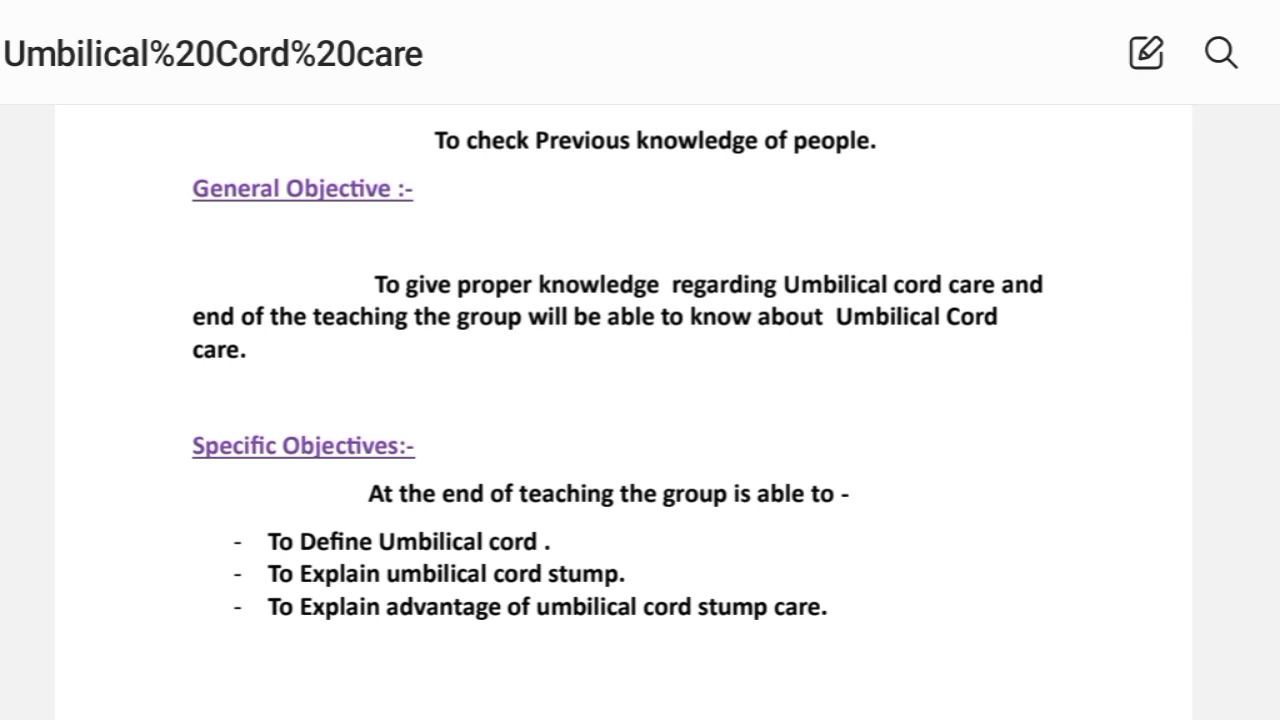 Umbilical%20Cord%20care
To check Previous knowledge of people.
General Objective :-
To give proper knowledge  regarding Umbilical cord care and
end of the teaching the group will be able to know about  Umbilical Cord
care.
Specific Objectives:-
At the end of teaching the group is able to -
- To Define Umbilical cord .
- To Explain umbilical cord stump.
- To Explain advantage of umbilical cord stump care.